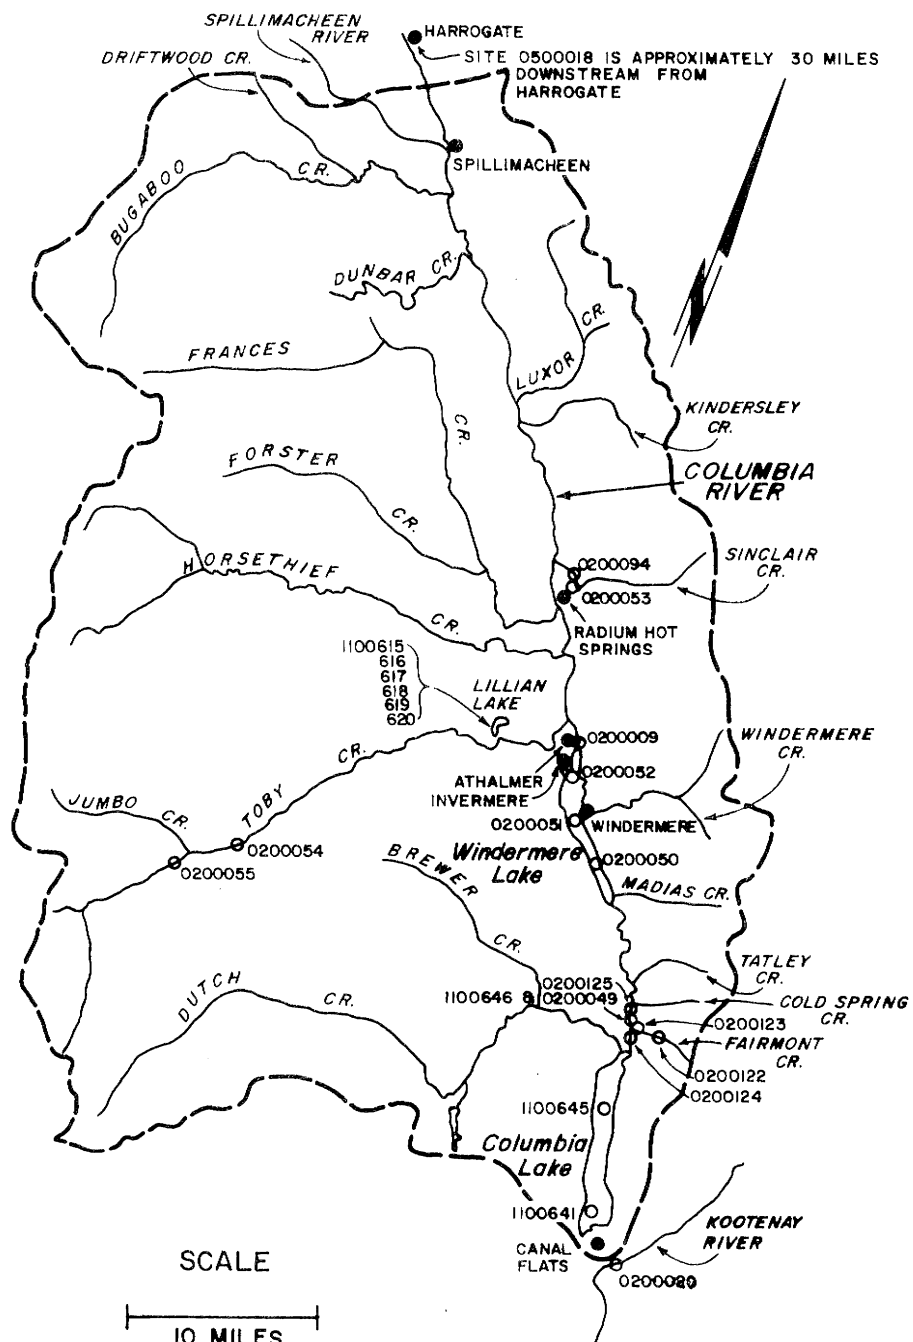 SPILLIMACHEEN
RIVER
HARROGATE
DRIFTWOOD CR.
SITE 0500018 IS APPROXIMATELY 30 MILES
DOWNSTREAM FROM
HARROGATE
SPILLIMACHEEN
BUGABOO CR.
DUNBAR CR.
LUXOR CR.
FRANCES CR.
KINDERSLEY
CR.
FORSTER CR.
COLUMBIA
RIVER
HORSETHIEF CR.
0200094
SINCLAIR
CR.
0200053
RADIUM HOT
SPRINGS
1100615
616
617
618
619
620
LILLIAN
LAKE
0200009
WINDERMERE
CR.
ATHALMER
INVERMERE
0200052
TOBY CR.
JUMBO CR.
0200051
WINDERMERE
0200054
0200055
Windermere
Lake
0200050
BREWER CR.
MADIAS CR.
TATLEY
CR.
DUTCH CR.
0200125
1100646
0200049
COLD SPRING
CR.
0200123
FAIRMONT
CR.
0200122
0200124
1100645
Columbia
Lake
1100641
KOOTENAY
RIVER
CANAL
FLATS
SCALE
10 MILES